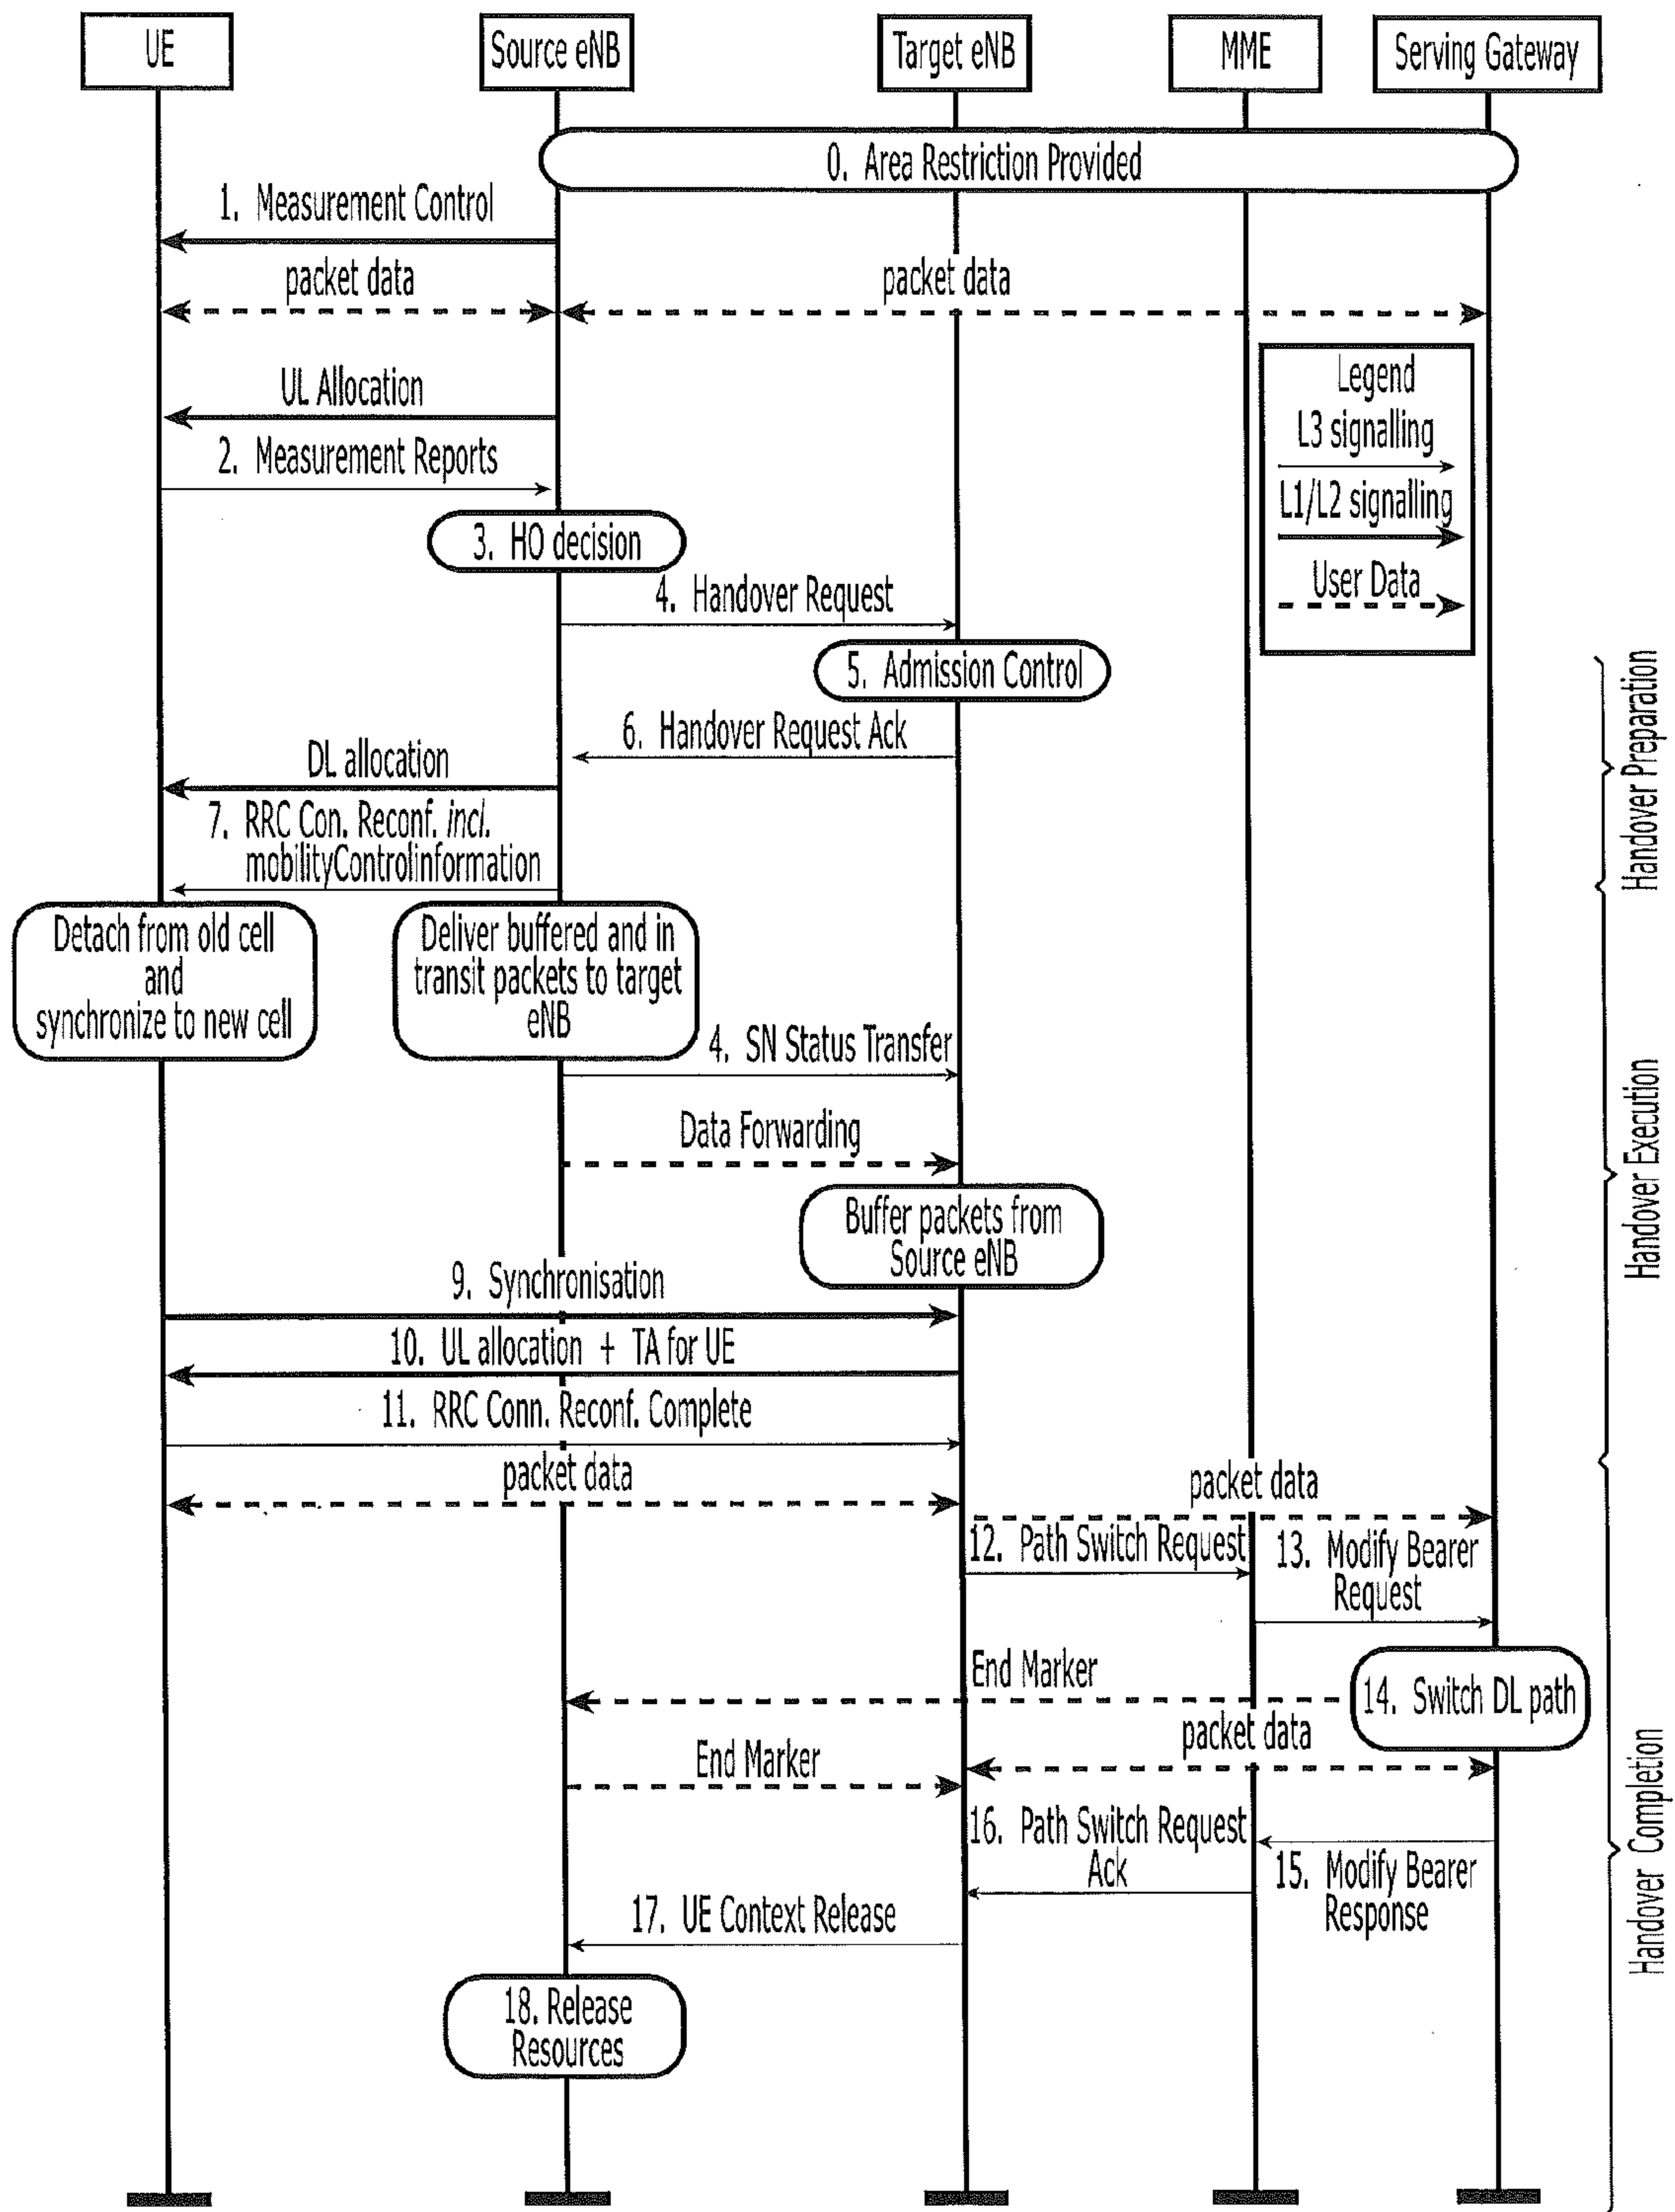 UE
Source eNB
Target eNB
MME
Serving Gateway
0. Area Restriction Provided
1. Measurement Control
packet data
packet data
UL Allocation
2. Measurement Reports
Legend
L3 signalling
L1/L2 signalling
User Data
3. HO decision
4. Handover Request
5. Admission Control
6. Handover Request Ack
DL allocation
7. RRC Con. Reconf. incl.
mobilityControlinformation
Handover Preparation
Detach from old cell
and
synchronize to new cell
Deliver buffered and in
transit packets to target
eNB
4. SN Status Transfer
Data Forwarding
Buffer packets from
Source eNB
Handover Execution
9. Synchronisation
10. UL allocation + TA for UE
11. RRC Conn. Reconf. Complete
packet data
packet data
12. Path Switch Request
13. Modify Bearer
Request
End Marker
14. Switch DL path
packet data
End Marker
16. Path Switch Request
Ack
15. Modify Bearer
Response
17. UE Context Release
18. Release
Resources
Handover Completion